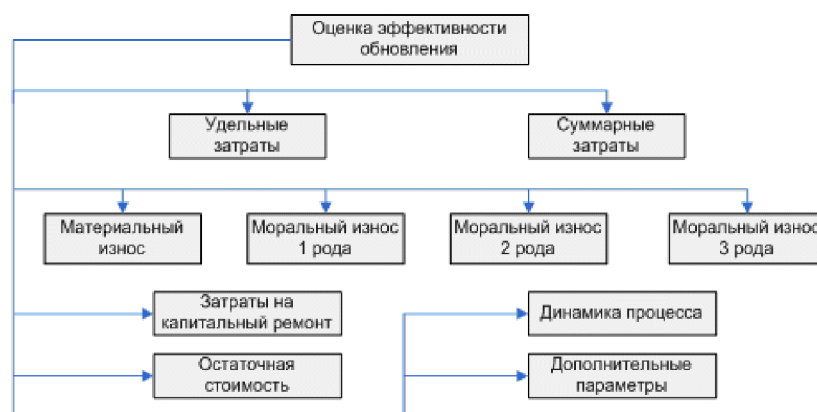 Оценка эффективности
обновления
Удельные
затраты
Суммарные
затраты
Материальный
износ
Моральный износ
1 рода
Моральный износ
2 рода
Моральный износ
3 рода
Затраты на
капитальный ремонт
Динамика процесса
Остаточная
стоимость
Дополнительные
параметры